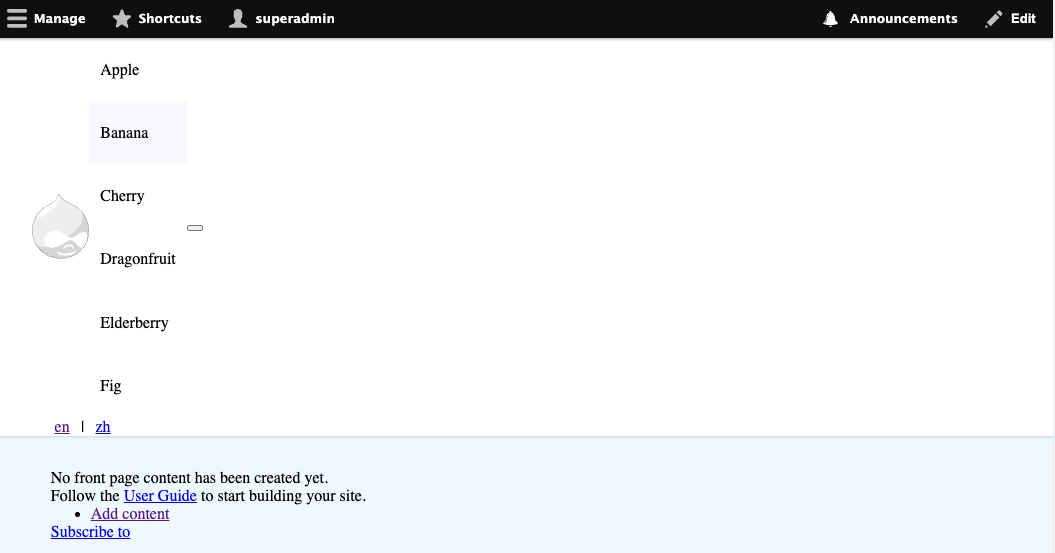 Manage Shortcuts superadmin Announcements Edit
Apple
Banana
Cherry
Dragonfruit
Elderberry
Fig
en | zh
No front page content has been created yet.
Follow the User Guide to start building your site.
• Add content
Subscribe to